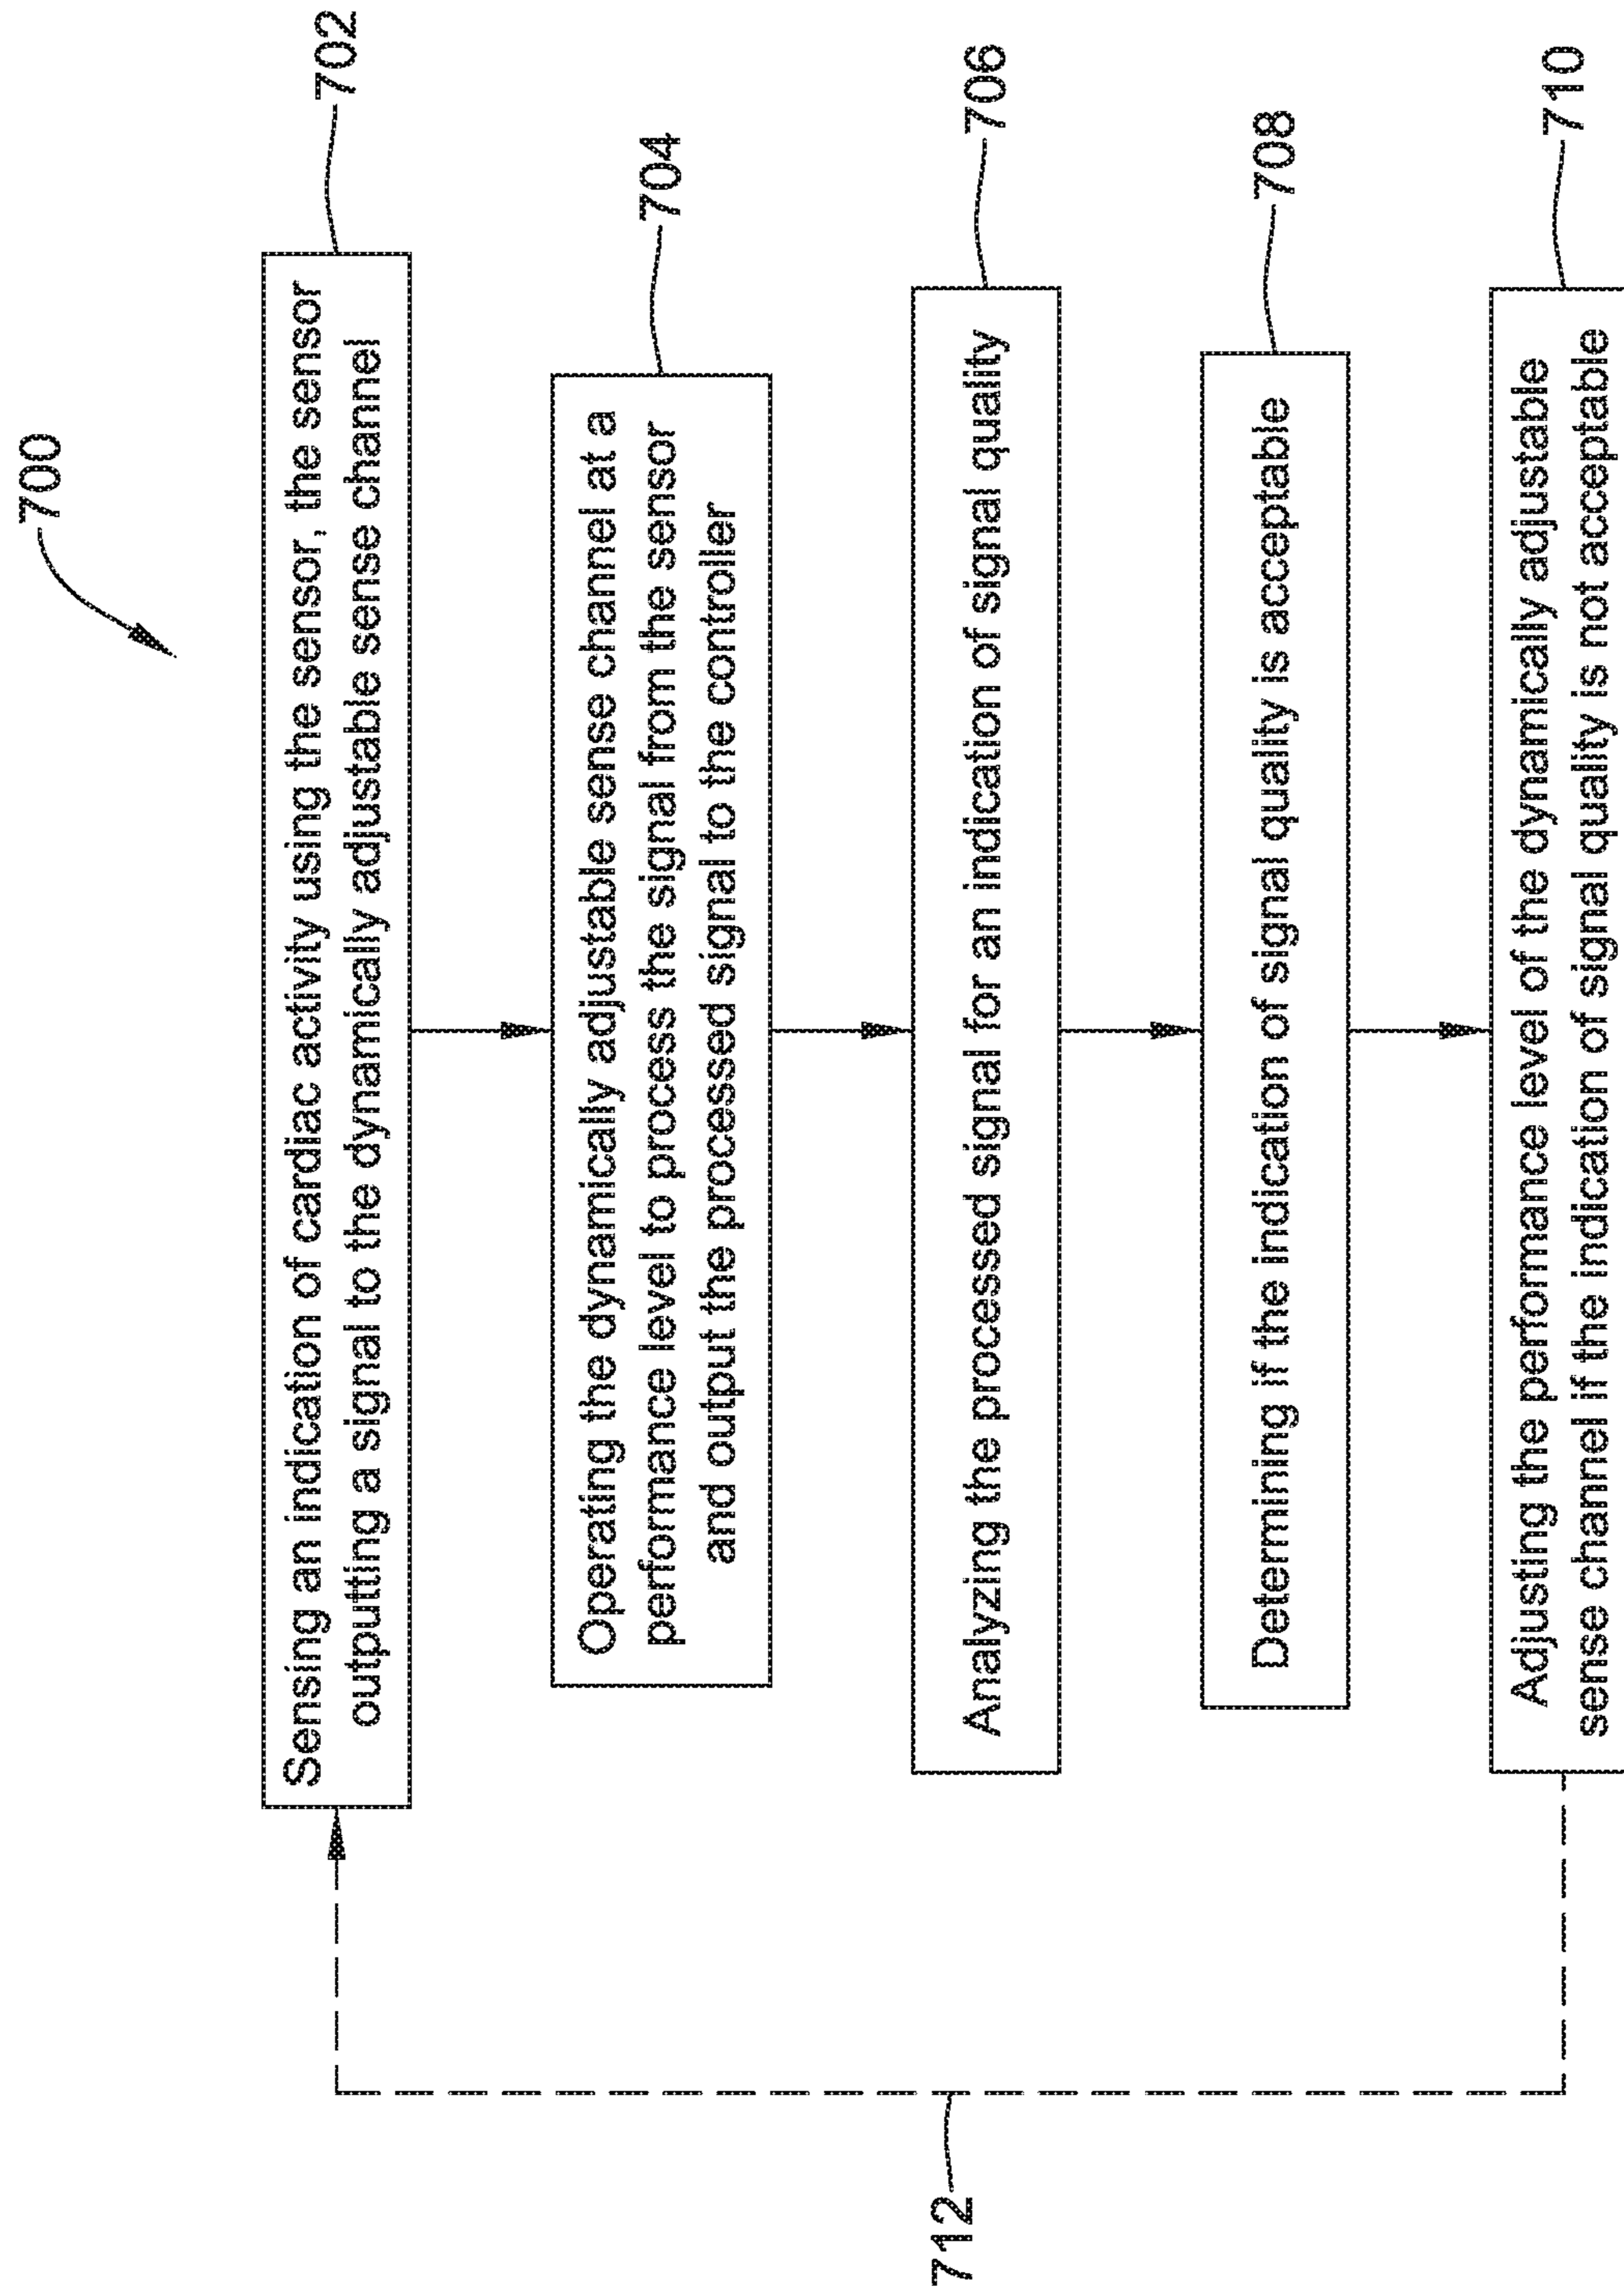 700
Sensing an indication of cardiac activity using the sensor, the sensor
outputting a signal to the dynamically adjustable sense channel
702
Operating the dynamically adjustable sense channel at a
performance level to process the signal from the sensor
and output the processed signal to the controller
704
Analyzing the processed signal for an indication of signal quality
706
712
Determining if the indication of signal quality is acceptable
708
Adjusting the performance level of the dynamically adjustable
sense channel if the indication of signal quality is not acceptable
710